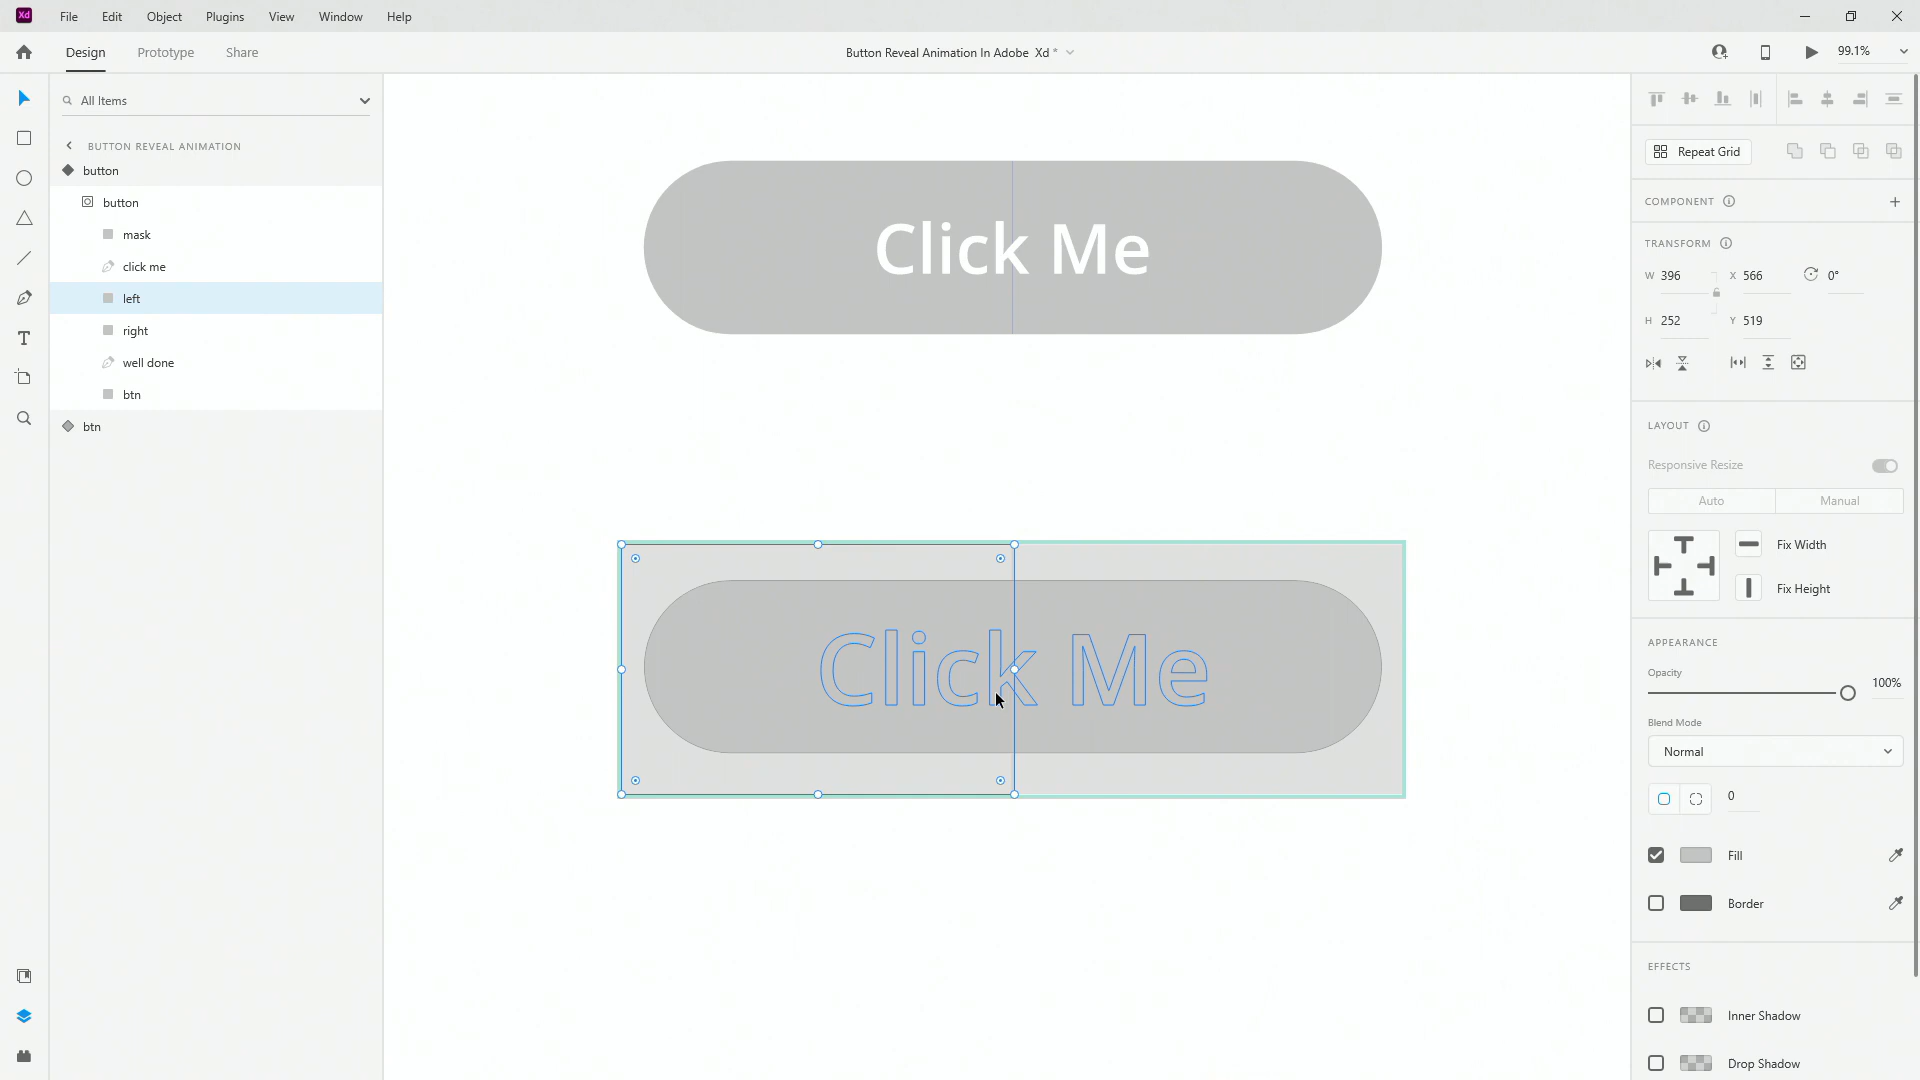 Xd File Edit Object Plugins View Window Help
Design Prototype Share Button Reveal Animation In Adobe Xd * 99.1%
All Items
BUTTON REVEAL ANIMATION
button
button
mask
click me
left
right
well done
btn
btn
Click Me
Click Me
Repeat Grid
COMPONENT
TRANSFORM
W 396 X 566 0°
H 252 Y 519
LAYOUT
Responsive Resize
Auto Manual
Fix Width
Fix Height
APPEARANCE
Opacity
100%
Blend Mode
Normal
0
Fill
Border
EFFECTS
Inner Shadow
Drop Shadow